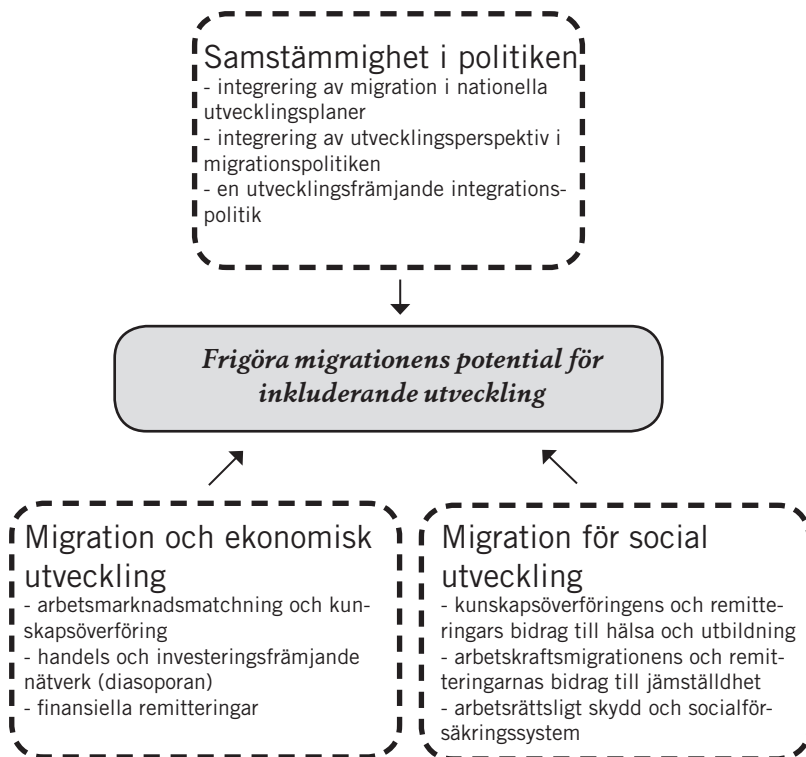 Samstämmighet i politiken
- integrering av migration i nationella
utvecklingsplaner
- integrering av utvecklingsperspektiv i
migrationspolitiken
- en utvecklingsfrämjande integrations-
politik
Frigöra migrationens potential för
inkluderande utveckling
Migration och ekonomisk
utveckling
- arbetsmarknadsmatchning och kun-
skapsöverföring
- handels och investeringsfrämjande
nätverk (diasoporan)
- finansiella remitteringar
Migration för social
utveckling
- kunskapsöverföringens och remitte-
ringars bidrag till hälsa och utbildning
- arbetskraftsmigrationens och remit-
teringarnas bidrag till jämställdhet
- arbetsrättsligt skydd och socialför-
säkringssystem